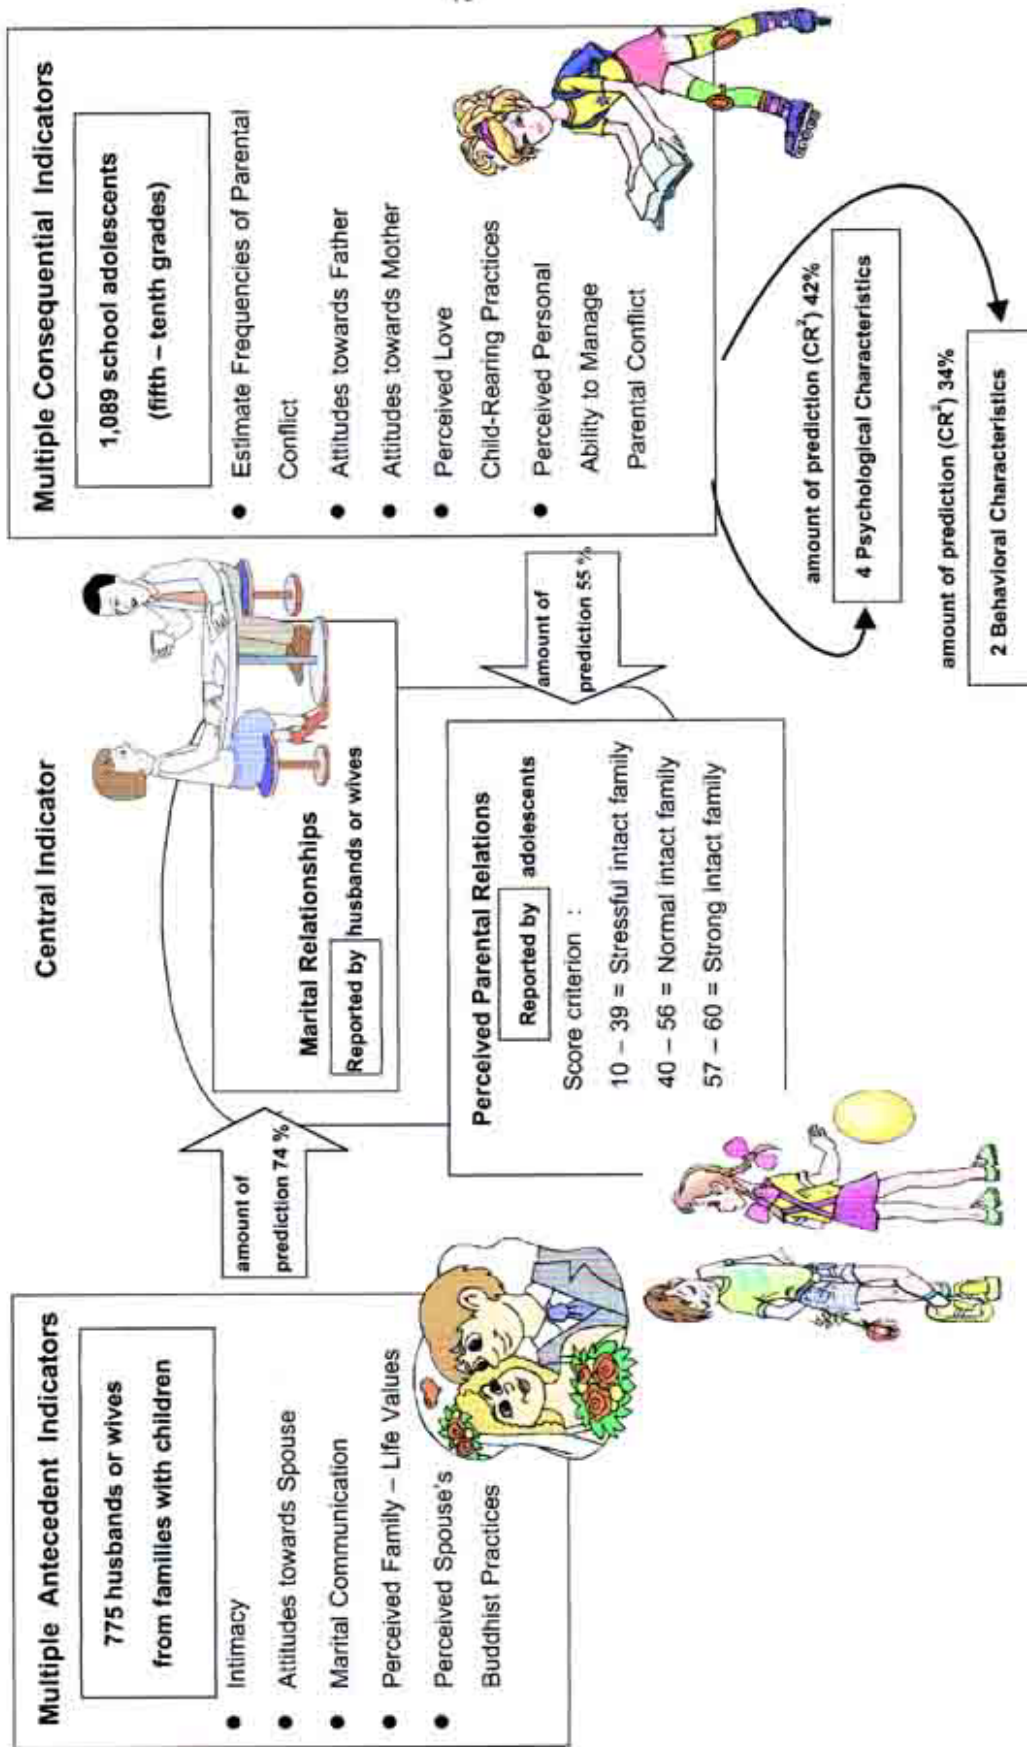 Multiple Antecedent Indicators
775 husbands or wives
from families with children
● Intimacy
● Attitudes towards Spouse
● Marital Communication
● Perceived Family – Life Values
● Perceived Spouse's
Buddhist Practices
amount of
prediction 74 %
Central Indicator
Marital Relationships
Reported by husbands or wives
Perceived Parental Relations
Reported by adolescents
Score criterion :
10 – 39 = Stressful intact family
40 – 56 = Normal intact family
57 – 60 = Strong intact family
amount of
prediction 55 %
Multiple Consequential Indicators
1,089 school adolescents
(fifth – tenth grades)
● Estimate Frequencies of Parental
Conflict
● Attitudes towards Father
● Attitudes towards Mother
● Perceived Love
Child-Rearing Practices
● Perceived Personal
Ability to Manage
Parental Conflict
amount of prediction (CR²) 42%
4 Psychological Characteristics
amount of prediction (CR²) 34%
2 Behavioral Characteristics